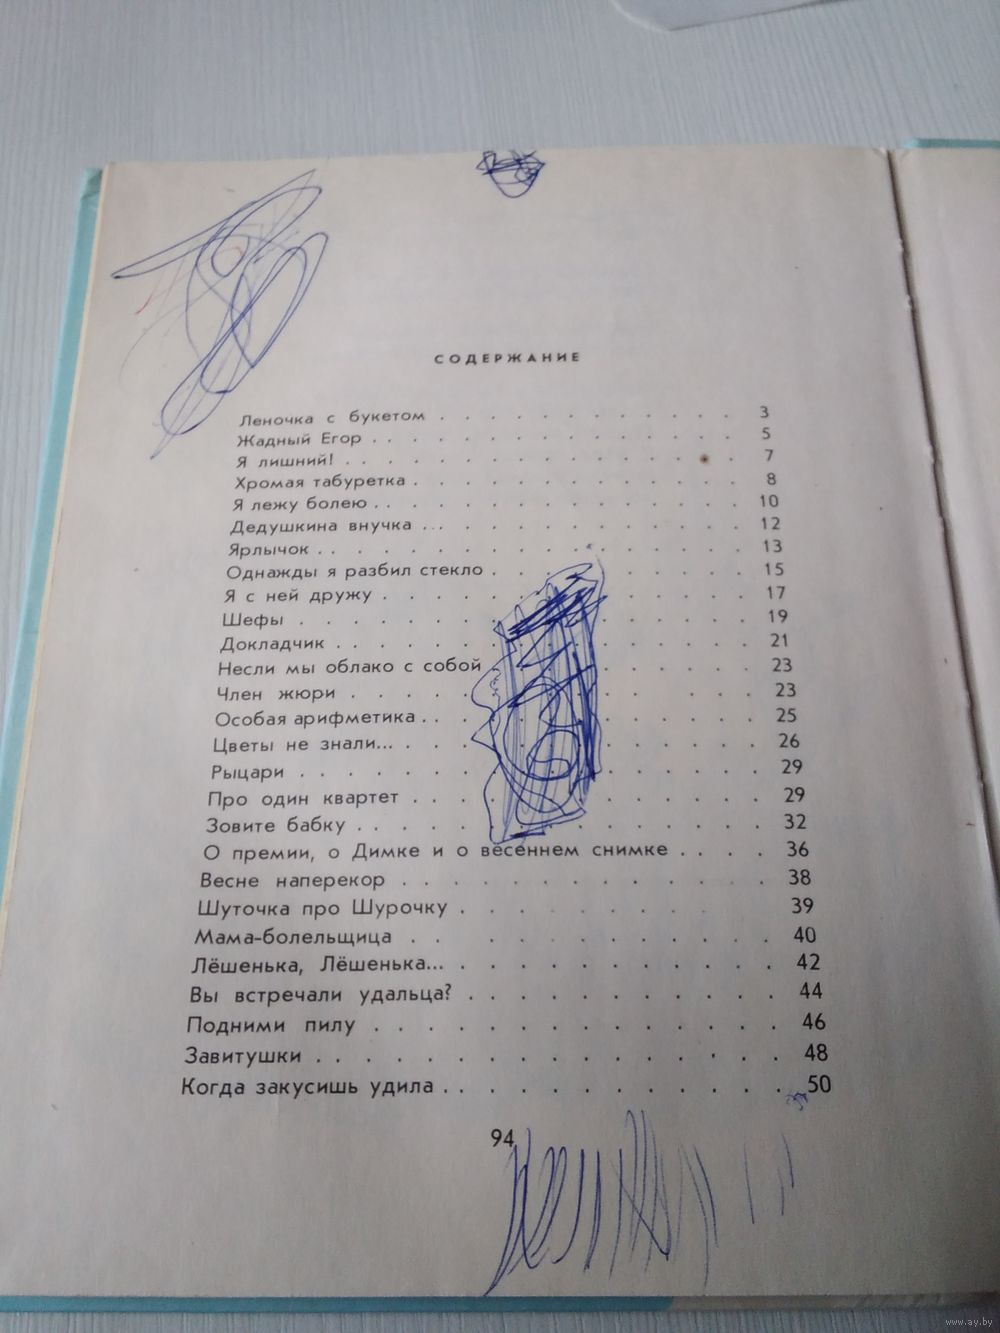 СОДЕРЖАНИЕ
Леночка с букетом . . . . . . . . . . . . . 3
Жадный Егор . . . . . . . . . . . . . . . 5
Я лишний! . . . . . . . . . . . . . . . . 7
Хромая табуретка . . . . . . . . . . . . . 8
Я лежу болею . . . . . . . . . . . . . . . 10
Дедушкина внучка . . . . . . . . . . . . . 12
Ярлычок . . . . . . . . . . . . . . . . . 13
Однажды я разбил стекло . . . . . . . . . . 15
Я с ней дружу . . . . . . . . . . . . . . 17
Шефы . . . . . . . . . . . . . . . . . . 19
Докладчик . . . . . . . . . . . . . . . . 21
Несли мы облако с собой . . . . . . . . . . 23
Член жюри . . . . . . . . . . . . . . . . 23
Особая арифметика . . . . . . . . . . . . . 25
Цветы не знали... . . . . . . . . . . . . . 26
Рыцари . . . . . . . . . . . . . . . . . 29
Про один квартет . . . . . . . . . . . . . 29
Зовите бабку . . . . . . . . . . . . . . . 32
О премии, о Димке и о весеннем снимке . . . . 36
Весне наперекор . . . . . . . . . . . . . . 38
Шуточка про Шурочку . . . . . . . . . . . 39
Мама-болельщица . . . . . . . . . . . . . 40
Лёшенька, Лёшенька... . . . . . . . . . . . 42
Вы встречали удальца? . . . . . . . . . . . 44
Подними пилу . . . . . . . . . . . . . . 46
Завитушки . . . . . . . . . . . . . . . . 48
Когда закусишь удила . . . . . . . . . . . 50
94
www.ay.by